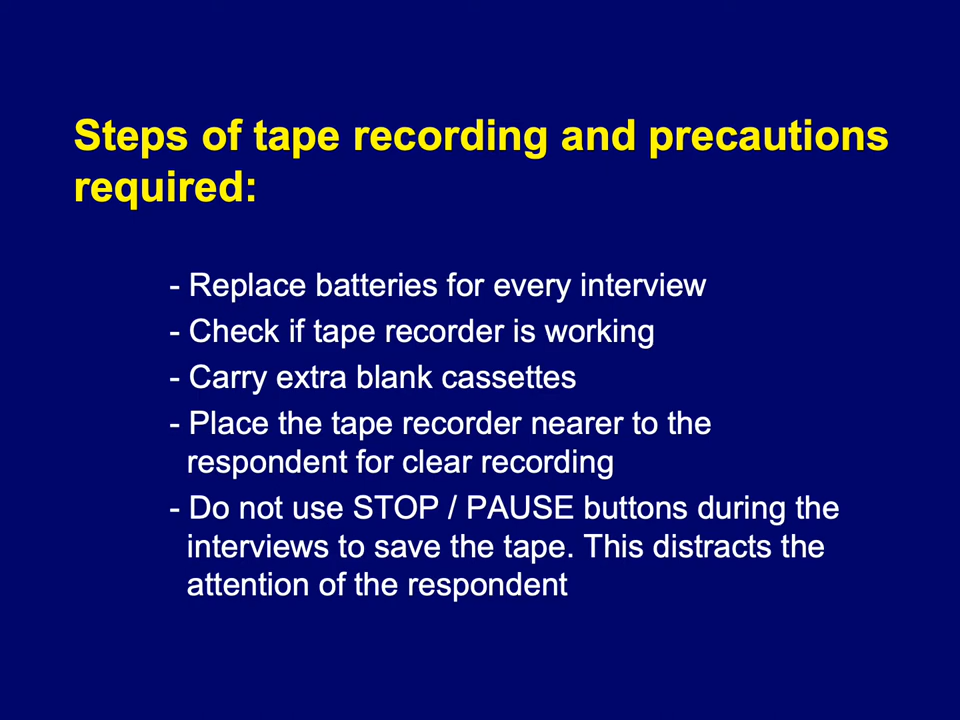 Steps of tape recording and precautions
required:
- Replace batteries for every interview
- Check if tape recorder is working
- Carry extra blank cassettes
- Place the tape recorder nearer to the
respondent for clear recording
- Do not use STOP / PAUSE buttons during the
interviews to save the tape. This distracts the
attention of the respondent